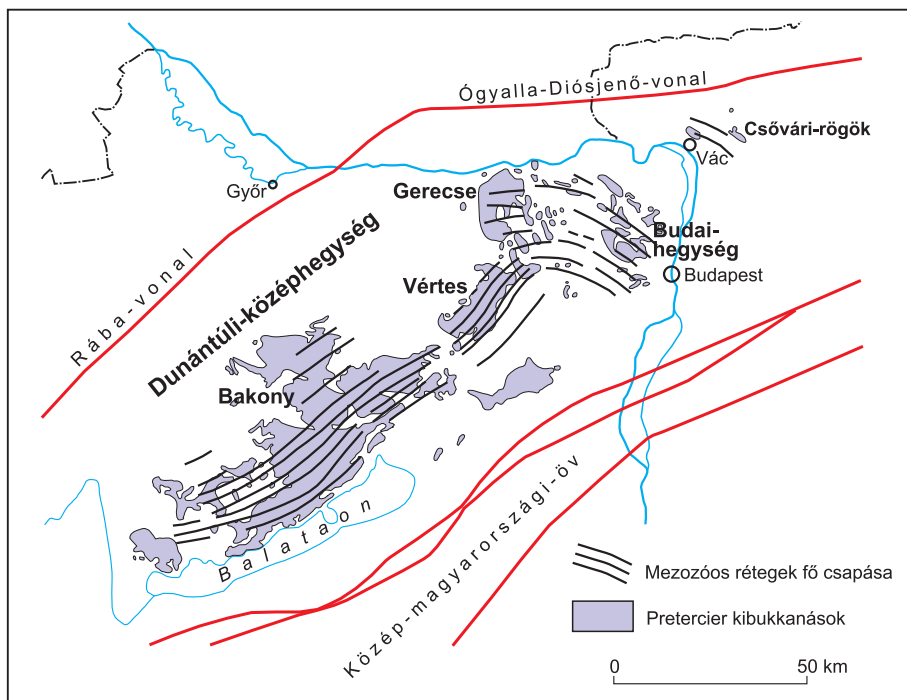 Ógyalla-Diósjenő-vonal
Csővári-rögök
Vác
Győr
Gerecse
Budai-
hegység
Budapest
Vértes
Dunántúli-középhegység
Rába-vonal
Bakony
Balataon
Közép-magyarországi-öv
Mezozóos rétegek fő csapása
Pretercier kibukkanások
0 50 km